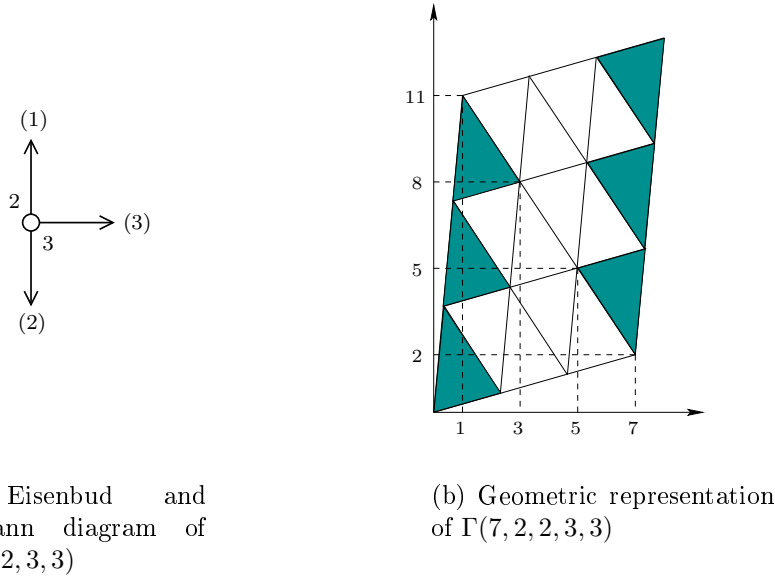 (1)
2
(3)
3
(2)
11
8
5
2
1 3 5 7
Eisenbud and
ann diagram of
2, 3, 3)
(b) Geometric representation
of Γ(7, 2, 2, 3, 3)